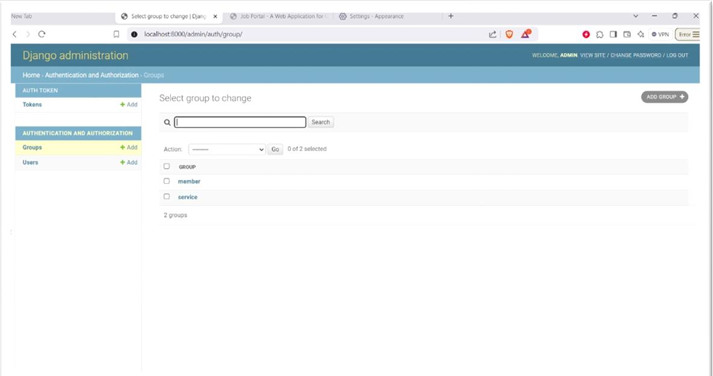 New Tab
Select group to change | Djang
Job Portal - A Web Application for
Settings - Appearance
localhost:8000/admin/auth/group/
VPN
Error
Django administration
WELCOME, ADMIN. VIEW SITE / CHANGE PASSWORD / LOG OUT
Home › Authentication and Authorization › Groups
AUTH TOKEN
Tokens + Add
AUTHENTICATION AND AUTHORIZATION
Groups + Add
Users + Add
Select group to change
ADD GROUP +
Search
Action: --------- Go 0 of 2 selected
GROUP
member
service
2 groups